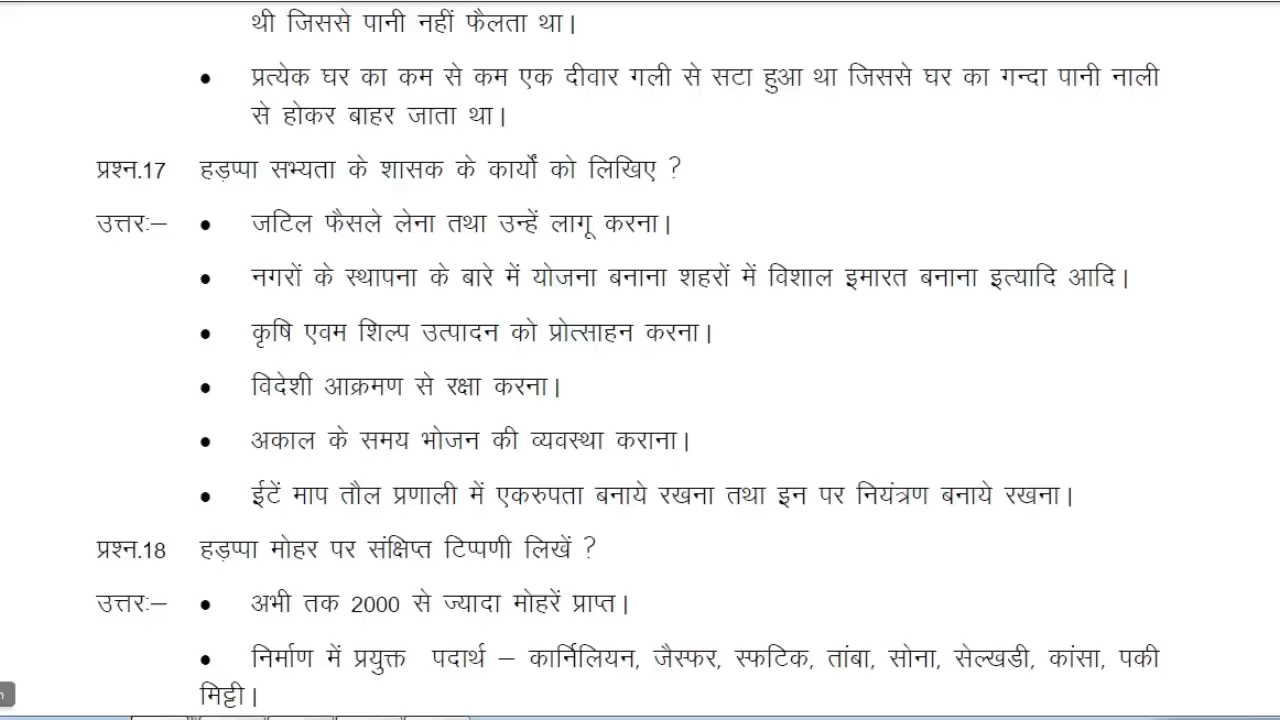 थी जिससे पानी नहीं फैलता था।
• प्रत्येक घर का कम से कम एक दीवार गली से सटा हुआ था जिससे घर का गन्दा पानी नाली
से होकर बाहर जाता था।
प्रश्न.17 हड़प्पा सभ्यता के शासक के कार्यों को लिखिए ?
उत्तरः– • जटिल फैसले लेना तथा उन्हें लागू करना।
• नगरों के स्थापना के बारे में योजना बनाना शहरों में विशाल इमारत बनाना इत्यादि आदि।
• कृषि एवम शिल्प उत्पादन को प्रोत्साहन करना।
• विदेशी आक्रमण से रक्षा करना।
• अकाल के समय भोजन की व्यवस्था कराना।
• ईटें माप तौल प्रणाली में एकरुपता बनाये रखना तथा इन पर नियंत्रण बनाये रखना।
प्रश्न.18 हड़प्पा मोहर पर संक्षिप्त टिप्पणी लिखें ?
उत्तरः– • अभी तक 2000 से ज्यादा मोहरें प्राप्त।
• निर्माण में प्रयुक्त पदार्थ – कार्निलियन, जैस्फर, स्फटिक, तांबा, सोना, सेल्खडी, कांसा, पकी
मिट्टी।